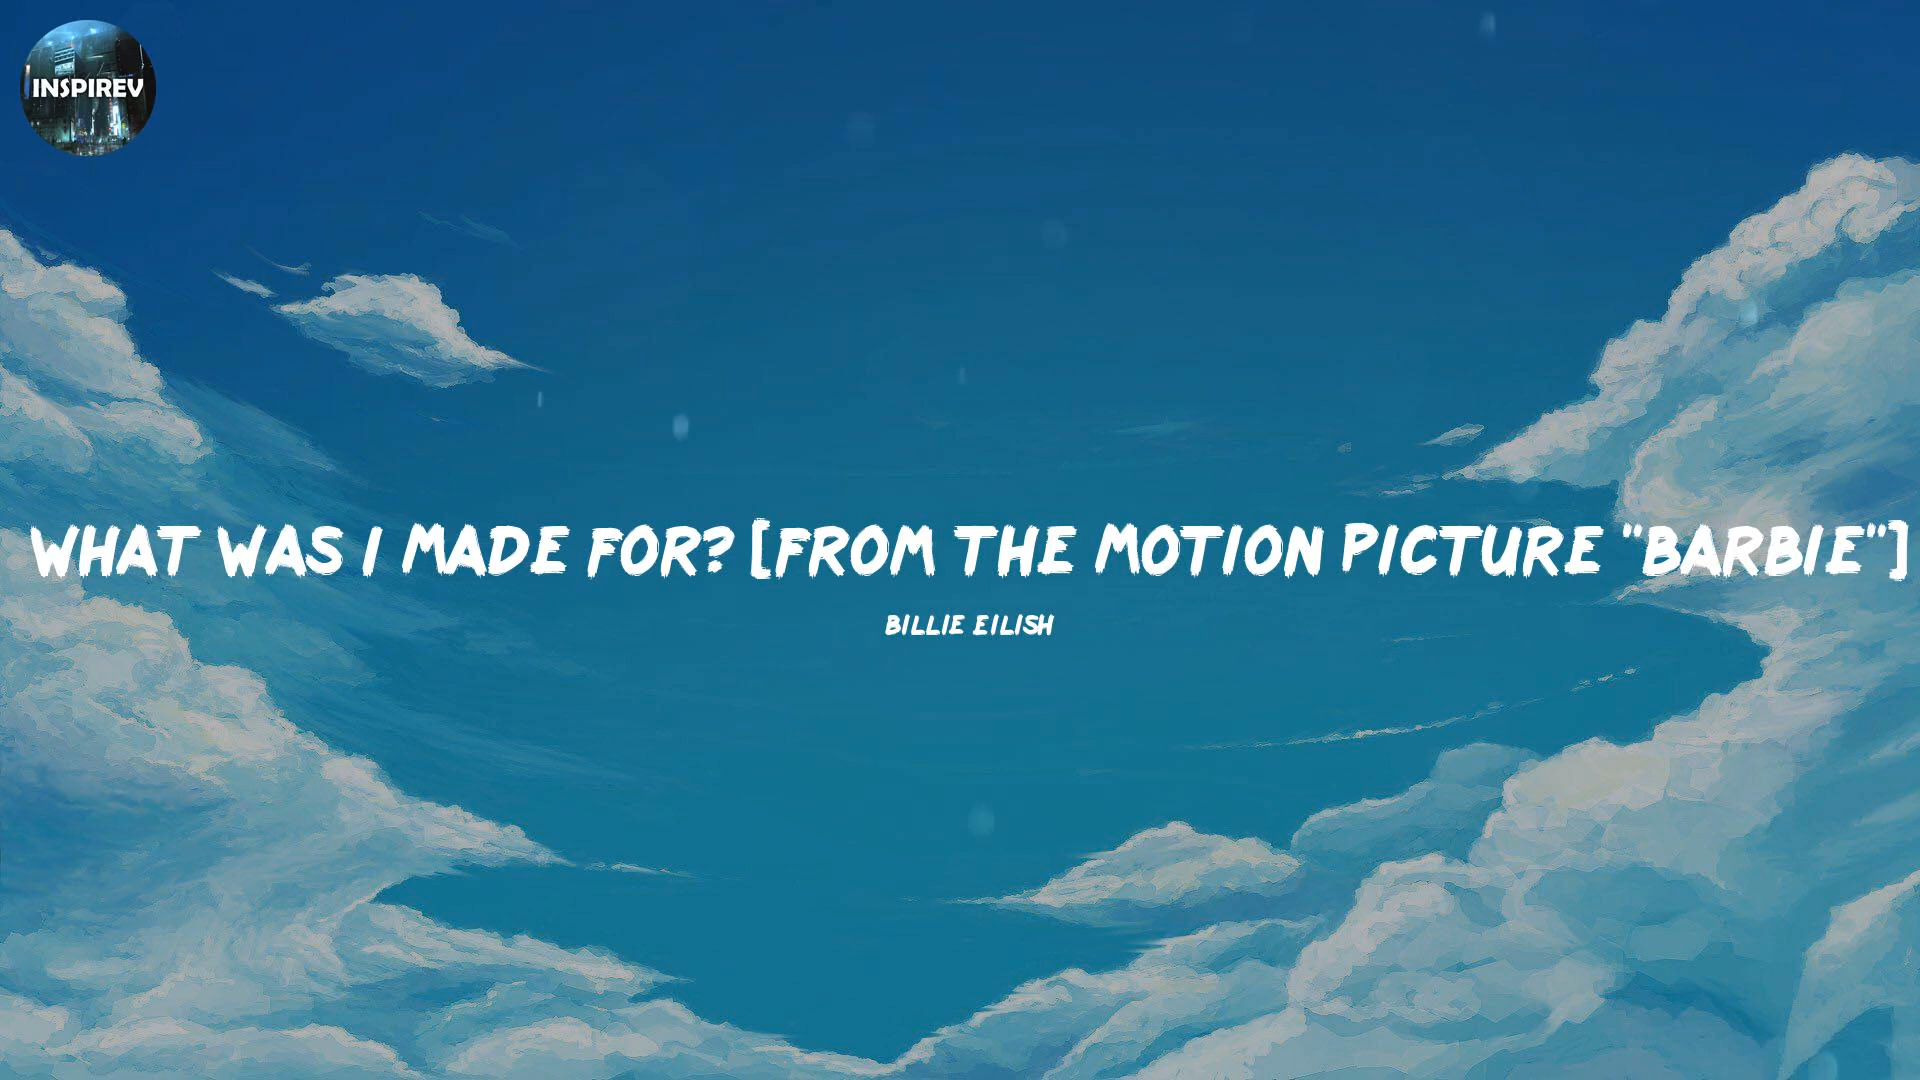 INSPIREV
WHAT WAS I MADE FOR? [FROM THE MOTION PICTURE "BARBIE"]
BILLIE EILISH